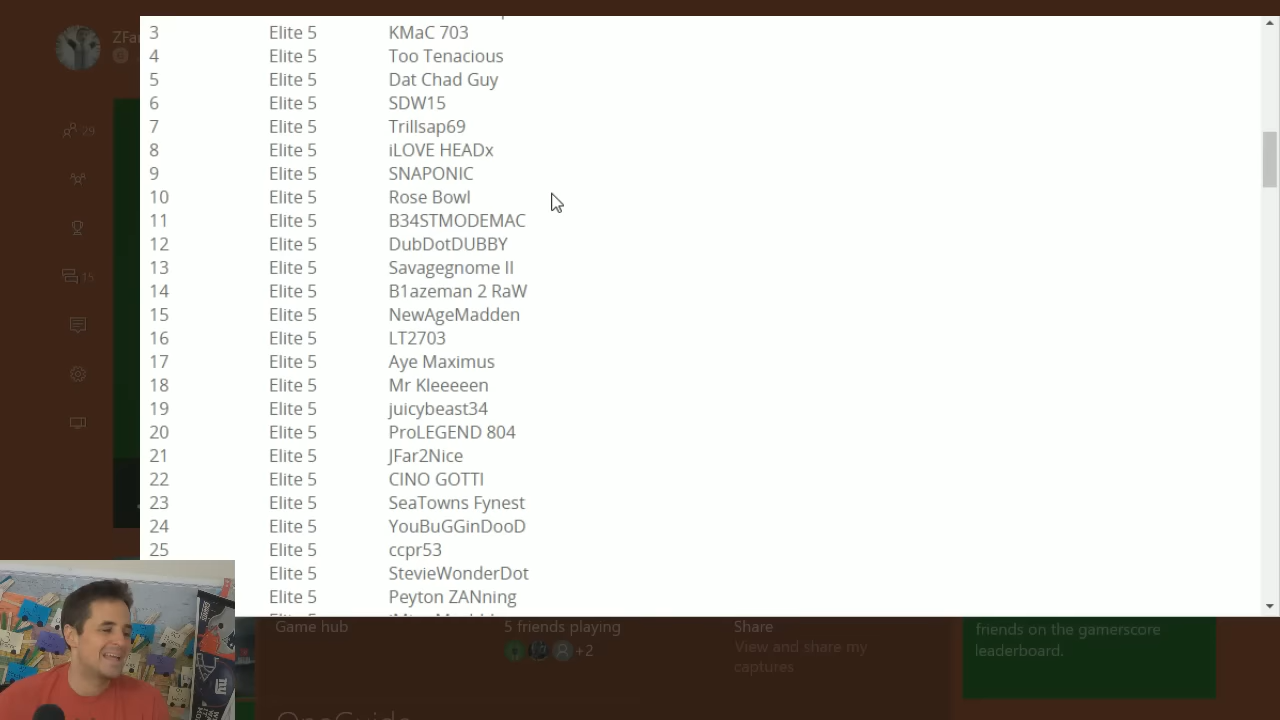 3 Elite 5 KMaC 703
ZFa
4 Elite 5 Too Tenacious
5 Elite 5 Dat Chad Guy
6 Elite 5 SDW15
7 Elite 5 Trillsap69
29
8 Elite 5 iLOVE HEADx
9 Elite 5 SNAPONIC
10 Elite 5 Rose Bowl
11 Elite 5 B34STMODEMAC
12 Elite 5 DubDotDUBBY
13 Elite 5 Savagegnome II
15
14 Elite 5 B1azeman 2 RaW
15 Elite 5 NewAgeMadden
16 Elite 5 LT2703
17 Elite 5 Aye Maximus
18 Elite 5 Mr Kleeeeen
19 Elite 5 juicybeast34
20 Elite 5 ProLEGEND 804
21 Elite 5 JFar2Nice
22 Elite 5 CINO GOTTI
23 Elite 5 SeaTowns Fynest
24 Elite 5 YouBuGGinDooD
25 Elite 5 ccpr53
Elite 5 StevieWonderDot
Elite 5 Peyton ZANning
Game hub
5 friends playing
+2
Share
View and share my
captures
friends on the gamerscore
leaderboard.
OneGuide